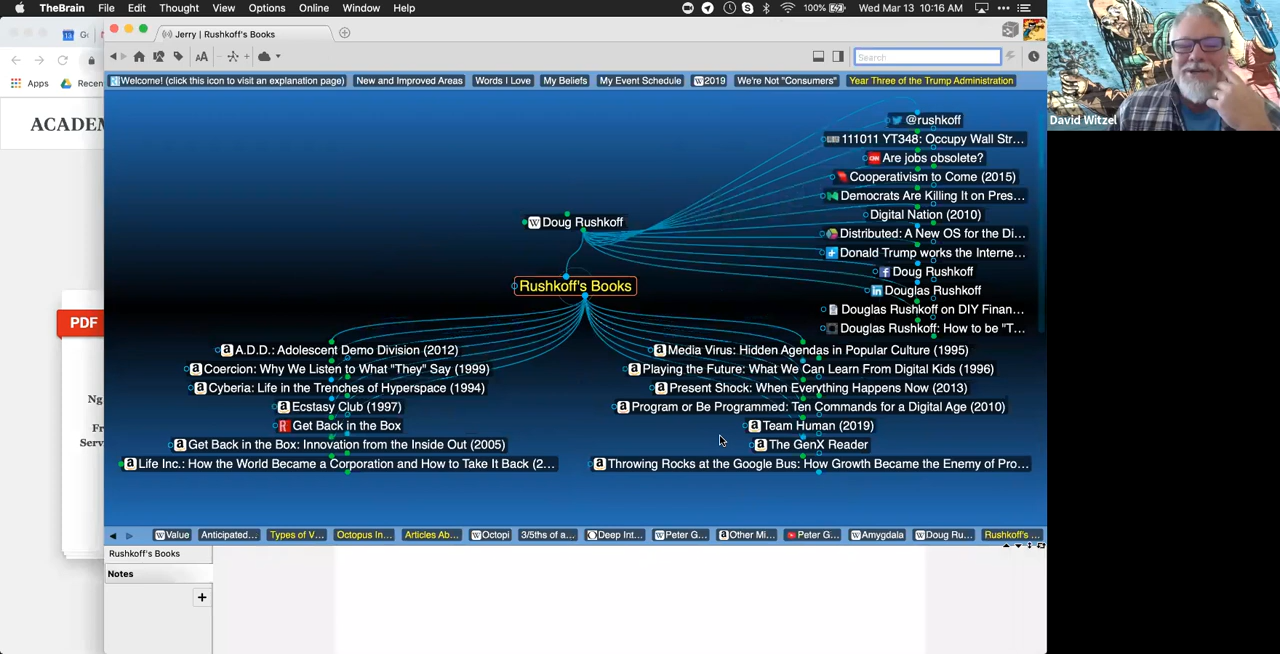 TheBrain File Edit Thought View Options Online Window Help 100% Wed Mar 13 10:16 AM
Jerry | Rushkoff's Books
AA Search
Apps Recen
Welcome! (click this icon to visit an explanation page) New and Improved Areas Words I Love My Beliefs My Event Schedule 2019 We're Not "Consumers" Year Three of the Trump Administration
ACADEM
David Witzel
@rushkoff
111011 YT348: Occupy Wall Str...
Are jobs obsolete?
Cooperativism to Come (2015)
Democrats Are Killing It on Pres...
Digital Nation (2010)
Doug Rushkoff
Distributed: A New OS for the Di...
Donald Trump works the Interne...
Doug Rushkoff
Douglas Rushkoff
Douglas Rushkoff on DIY Finan...
Douglas Rushkoff: How to be "T...
Rushkoff's Books
PDF
A.D.D.: Adolescent Demo Division (2012)
Coercion: Why We Listen to What "They" Say (1999)
Cyberia: Life in the Trenches of Hyperspace (1994)
Ecstasy Club (1997)
Get Back in the Box
Get Back in the Box: Innovation from the Inside Out (2005)
Life Inc.: How the World Became a Corporation and How to Take It Back (2...
Media Virus: Hidden Agendas in Popular Culture (1995)
Playing the Future: What We Can Learn From Digital Kids (1996)
Present Shock: When Everything Happens Now (2013)
Program or Be Programmed: Ten Commands for a Digital Age (2010)
Team Human (2019)
The GenX Reader
Throwing Rocks at the Google Bus: How Growth Became the Enemy of Pro...
Ng
Fr
Serv
Value Anticipated... Types of V... Octopus In... Articles Ab... Octopi 3/5ths of a... Deep Int... Peter G... Other Mi... Peter G... Amygdala Doug Ru... Rushkoff's ...
Rushkoff's Books
Notes
+